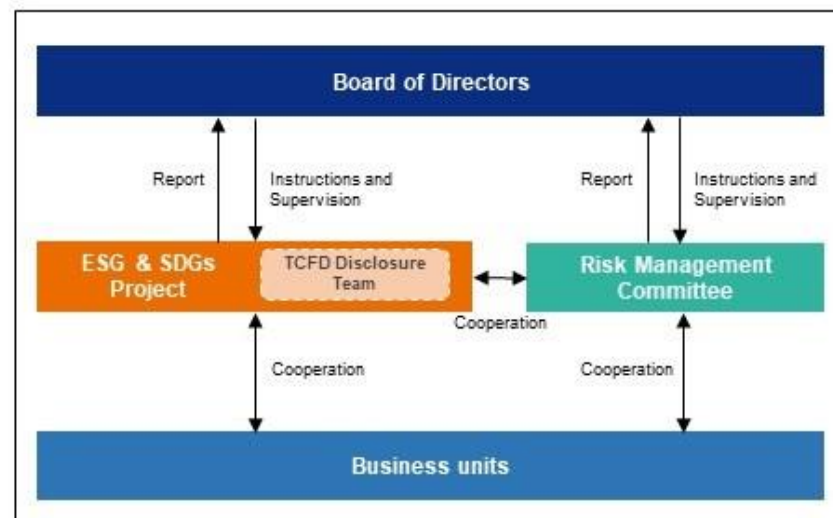 Board of Directors
Report
Instructions and
Supervision
Report
Instructions and
Supervision
ESG & SDGs
Project
TCFD Disclosure
Team
Risk Management
Committee
Cooperation
Cooperation
Cooperation
Business units